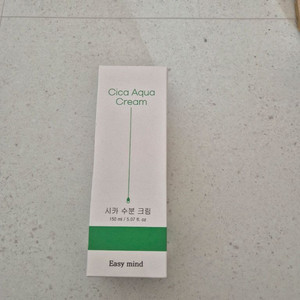 Cica Aqua
Cream
시카 수분 크림
150 ml / 5.07 fl. oz
Easy mind